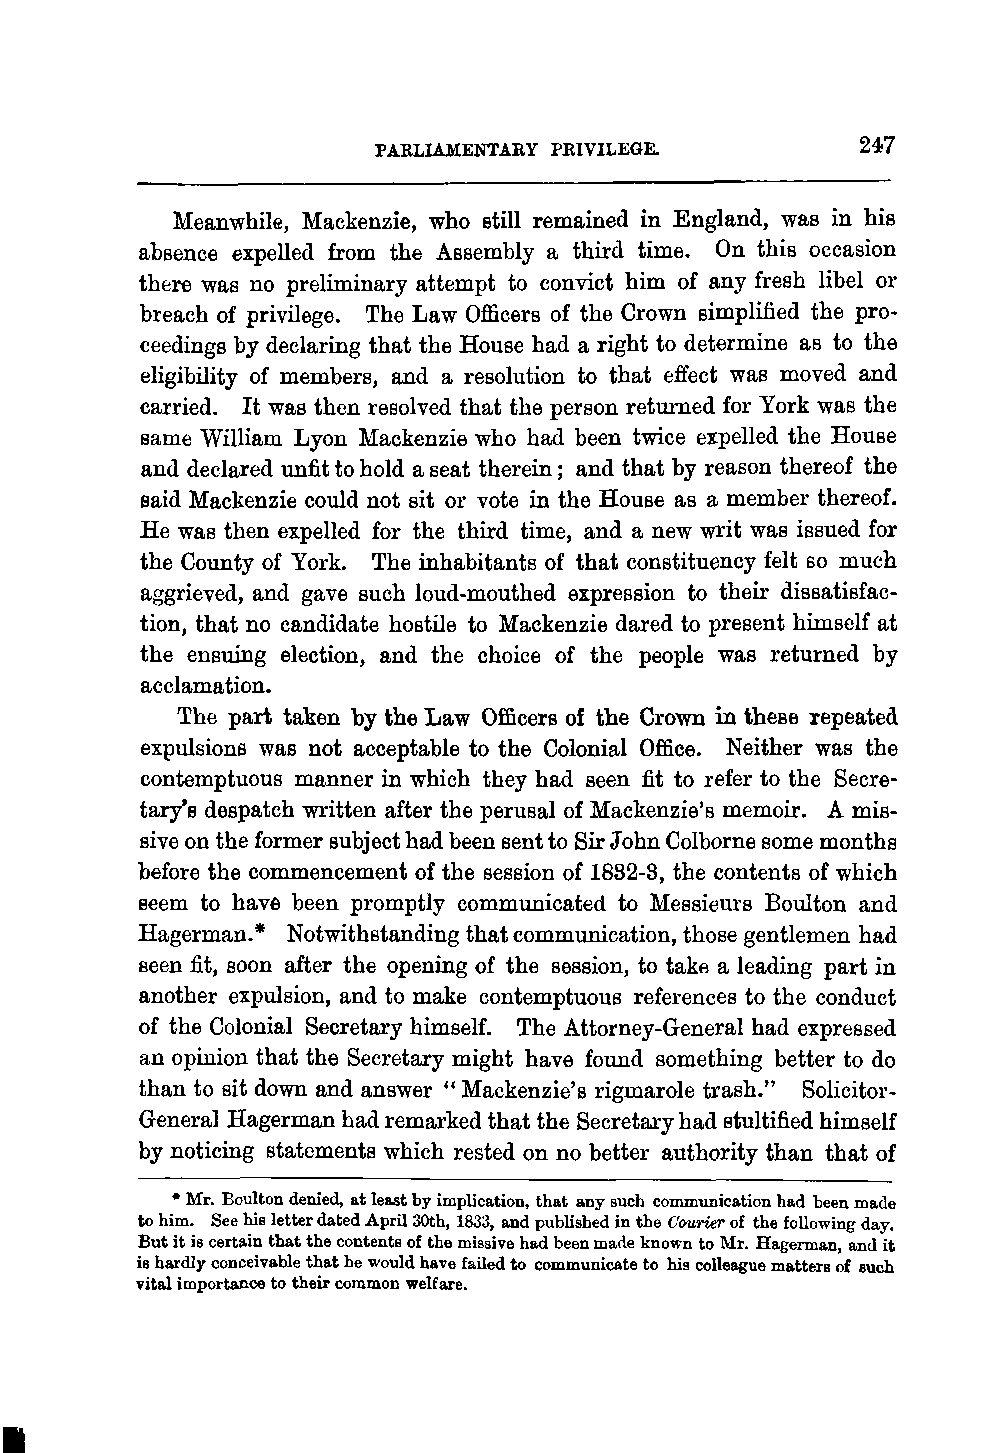 PARLIAMENTARY PRIVILEGE. 247
Meanwhile, Mackenzie, who still remained in England, was in his
absence expelled from the Assembly a third time. On this occasion
there was no preliminary attempt to convict him of any fresh libel or
breach of privilege. The Law Officers of the Crown simplified the pro-
ceedings by declaring that the House had a right to determine as to the
eligibility of members, and a resolution to that effect was moved and
carried. It was then resolved that the person returned for York was the
same William Lyon Mackenzie who had been twice expelled the House
and declared unfit to hold a seat therein; and that by reason thereof the
said Mackenzie could not sit or vote in the House as a member thereof.
He was then expelled for the third time, and a new writ was issued for
the County of York. The inhabitants of that constituency felt so much
aggrieved, and gave such loud-mouthed expression to their dissatisfac-
tion, that no candidate hostile to Mackenzie dared to present himself at
the ensuing election, and the choice of the people was returned by
acclamation.
The part taken by the Law Officers of the Crown in these repeated
expulsions was not acceptable to the Colonial Office. Neither was the
contemptuous manner in which they had seen fit to refer to the Secre-
tary's despatch written after the perusal of Mackenzie's memoir. A mis-
sive on the former subject had been sent to Sir John Colborne some months
before the commencement of the session of 1832-3, the contents of which
seem to have been promptly communicated to Messieurs Boulton and
Hagerman.* Notwithstanding that communication, those gentlemen had
seen fit, soon after the opening of the session, to take a leading part in
another expulsion, and to make contemptuous references to the conduct
of the Colonial Secretary himself. The Attorney-General had expressed
an opinion that the Secretary might have found something better to do
than to sit down and answer "Mackenzie's rigmarole trash." Solicitor-
General Hagerman had remarked that the Secretary had stultified himself
by noticing statements which rested on no better authority than that of
* Mr. Boulton denied, at least by implication, that any such communication had been made
to him. See his letter dated April 30th, 1833, and published in the Courier of the following day.
But it is certain that the contents of the missive had been made known to Mr. Hagerman, and it
is hardly conceivable that he would have failed to communicate to his colleague matters of such
vital importance to their common welfare.